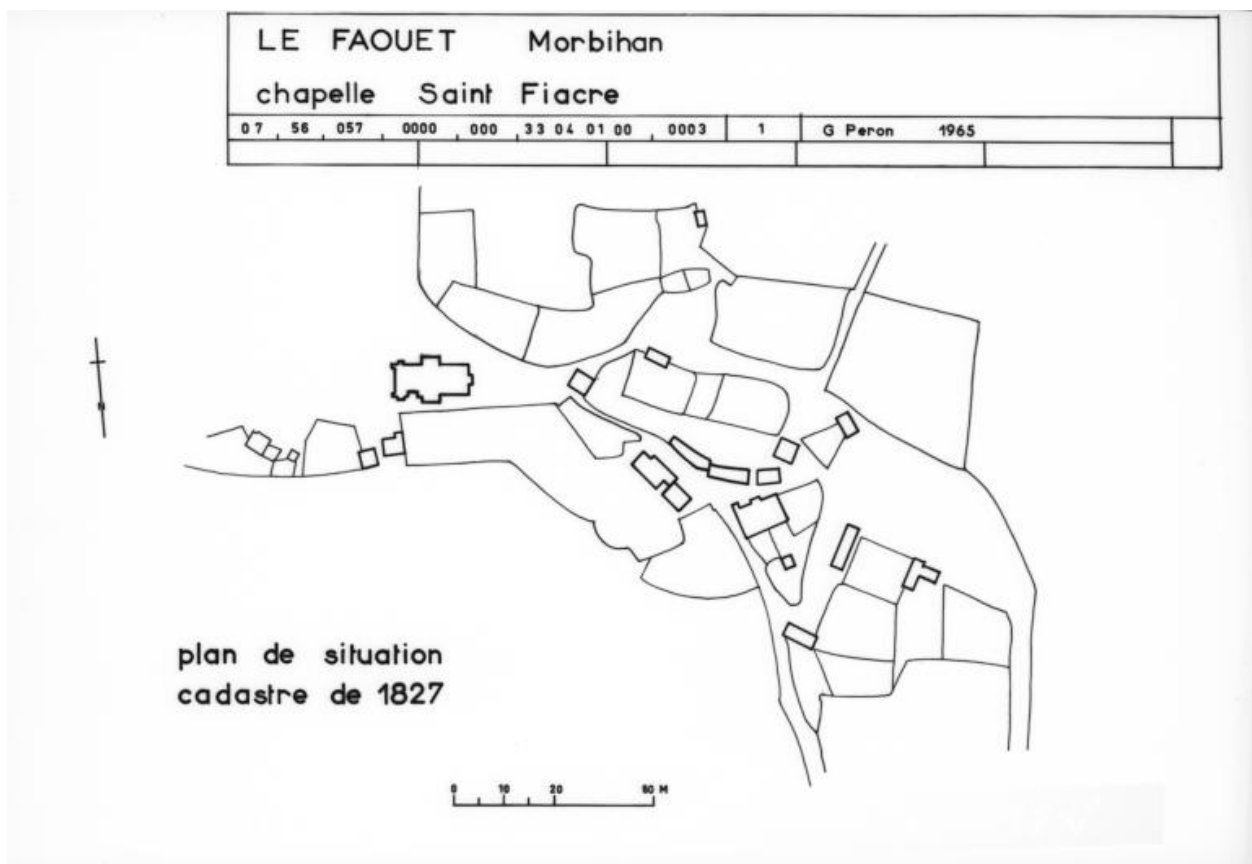 LE FAOUET Morbihan
chapelle Saint Fiacre
07 56 057 0000 000 33 04 01 00 0003 1 G Peron 1965
N
plan de situation
cadastre de 1827
0 10 20 50 M